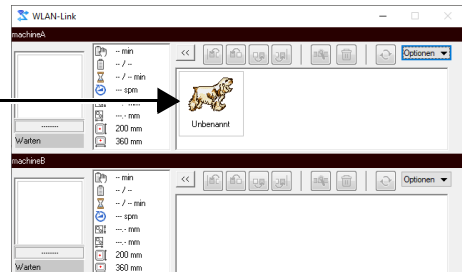 WLAN-Link
machineA
-- min
-- / --
-- / -- min
--- spm
---.- mm
---.- mm
200 mm
360 mm
--------
Warten
<<
Optionen
Unbenannt
machineB
-- min
-- / --
-- / -- min
--- spm
---.- mm
---.- mm
200 mm
360 mm
--------
Warten
<<
Optionen